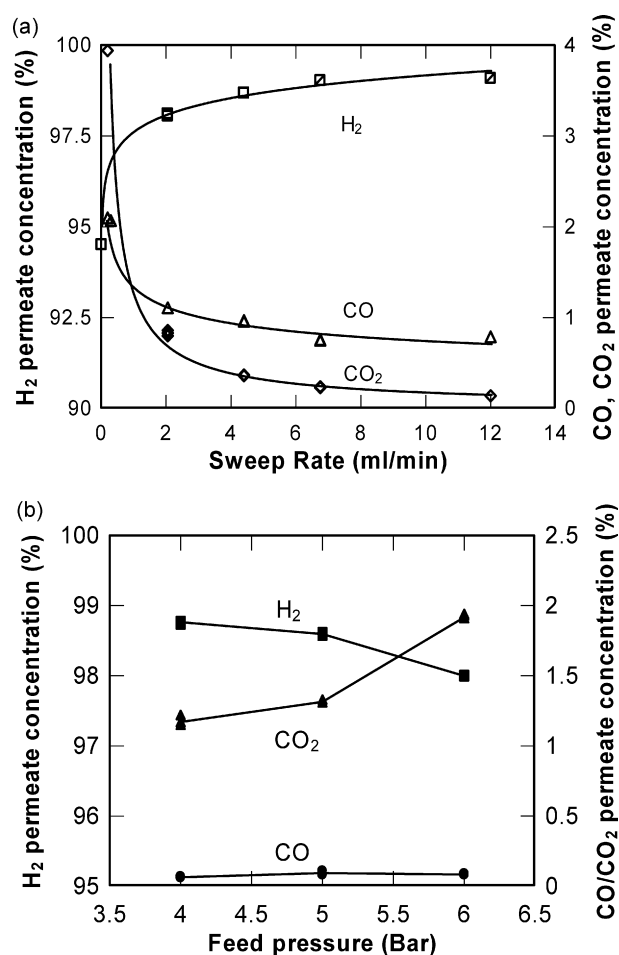 (a)
H₂ permeate concentration (%)
100
97.5
95
92.5
90
H₂
CO
CO₂
4
3
2
1
0
CO, CO₂ permeate concentration (%)
0 2 4 6 8 10 12 14
Sweep Rate (ml/min)
(b)
H₂ permeate concentration (%)
100
99
98
97
96
95
H₂
CO₂
CO
2.5
2
1.5
1
0.5
0
CO/CO₂ permeate concentration (%)
3.5 4 4.5 5 5.5 6 6.5
Feed pressure (Bar)